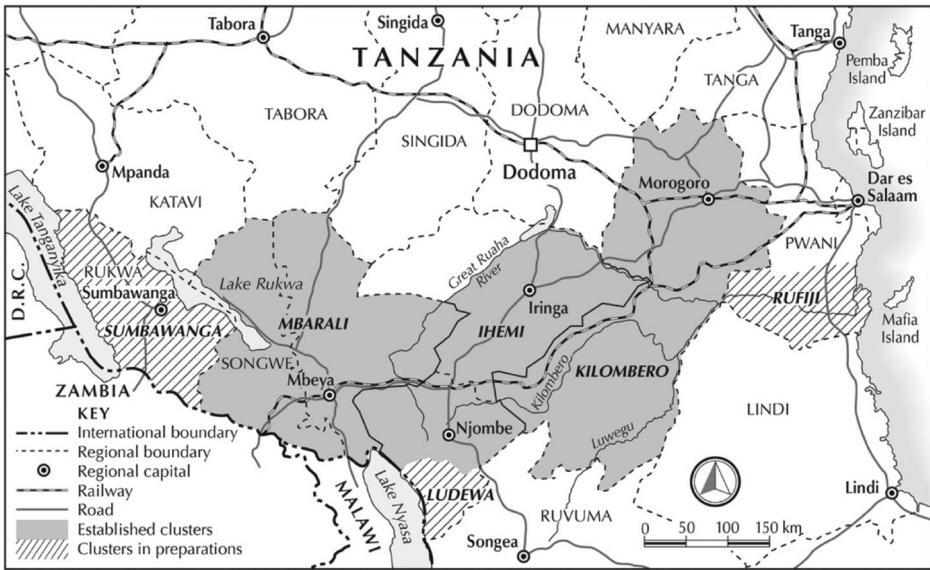 Tabora
Singida
TANZANIA
MANYARA
Tanga
Pemba
Island
TANGA
TABORA
DODOMA
SINGIDA
Zanzibar
Island
Dodoma
Mpanda
Morogoro
Dar es
Salaam
KATAVI
Lake Tanganyika
PWANI
Great Ruaha
River
RUKWA
Sumbawanga
SUMBAWANGA
D.R.C.
Lake Rukwa
MBARALI
Iringa
IHEMI
RUFIJI
Mafia
Island
SONGWE
Mbeya
KILOMBERO
Kilombero
ZAMBIA
LINDI
Njombe
Luwegu
LUDEWA
Lake Nyasa
MALAWI
RUVUMA
Songea
Lindi
KEY
International boundary
Regional boundary
Regional capital
Railway
Road
Established clusters
Clusters in preparations
0 50 100 150 km